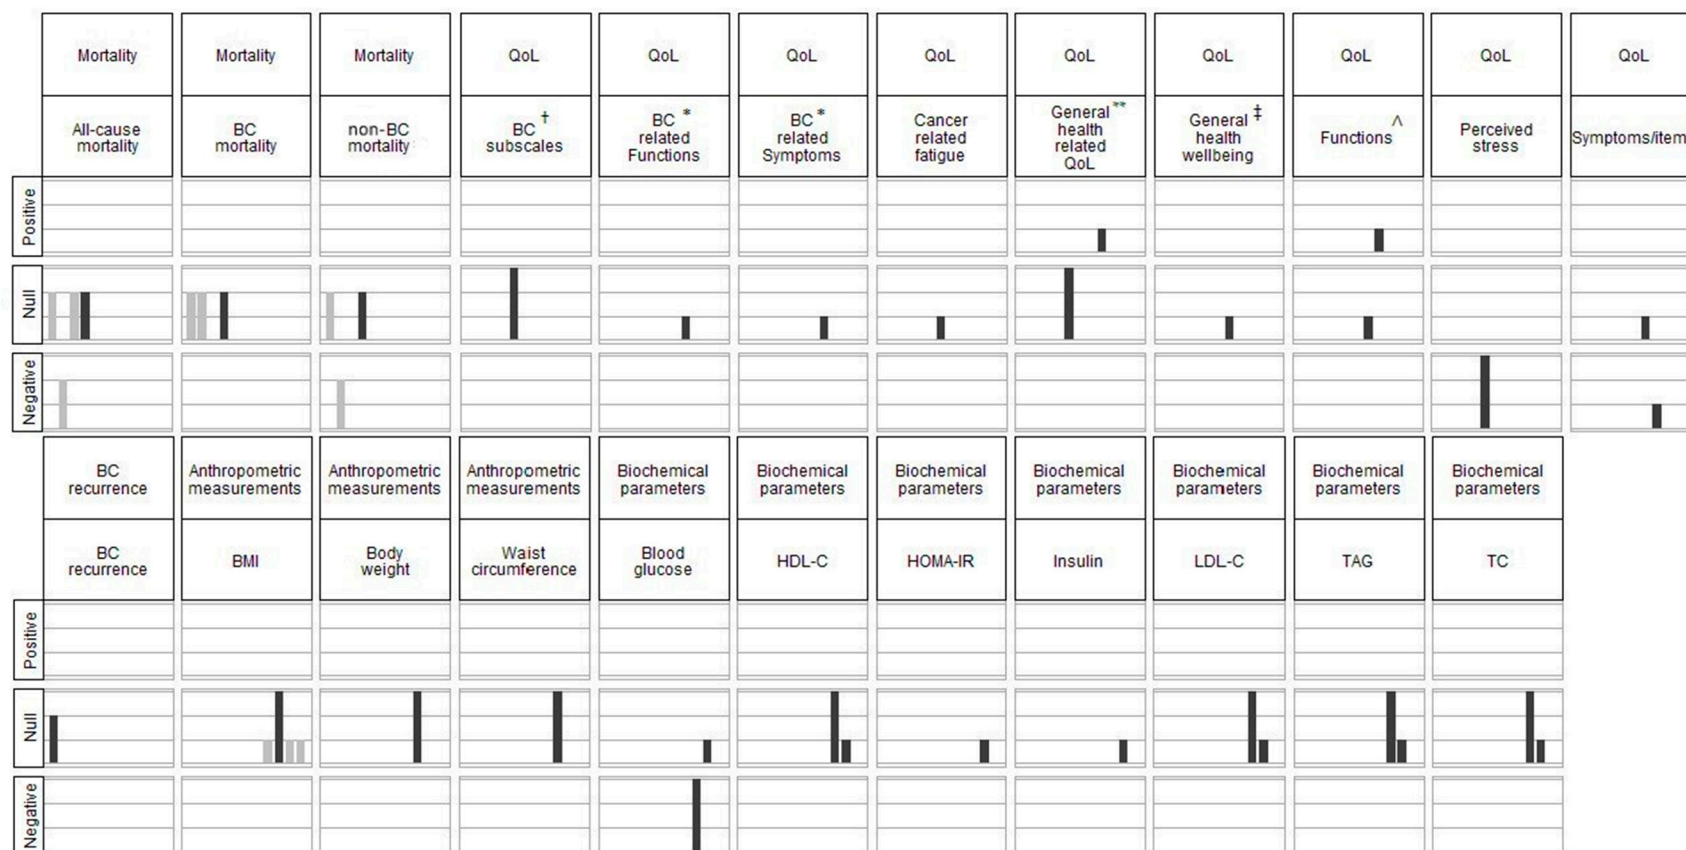 Mortality Mortality Mortality QoL QoL QoL QoL QoL QoL QoL QoL QoL
All-cause
mortality
BC
mortality
non-BC
mortality
BC †
subscales
BC *
related
Functions
BC *
related
Symptoms
Cancer
related
fatigue
General **
health
related
QoL
General ‡
health
wellbeing
Functions ^
Perceived
stress
Symptoms/item
Positive
Null
Negative
BC
recurrence
Anthropometric
measurements
Anthropometric
measurements
Anthropometric
measurements
Biochemical
parameters
Biochemical
parameters
Biochemical
parameters
Biochemical
parameters
Biochemical
parameters
Biochemical
parameters
Biochemical
parameters
BC
recurrence
BMI
Body
weight
Waist
circumference
Blood
glucose
HDL-C
HOMA-IR
Insulin
LDL-C
TAG
TC
Positive
Null
Negative